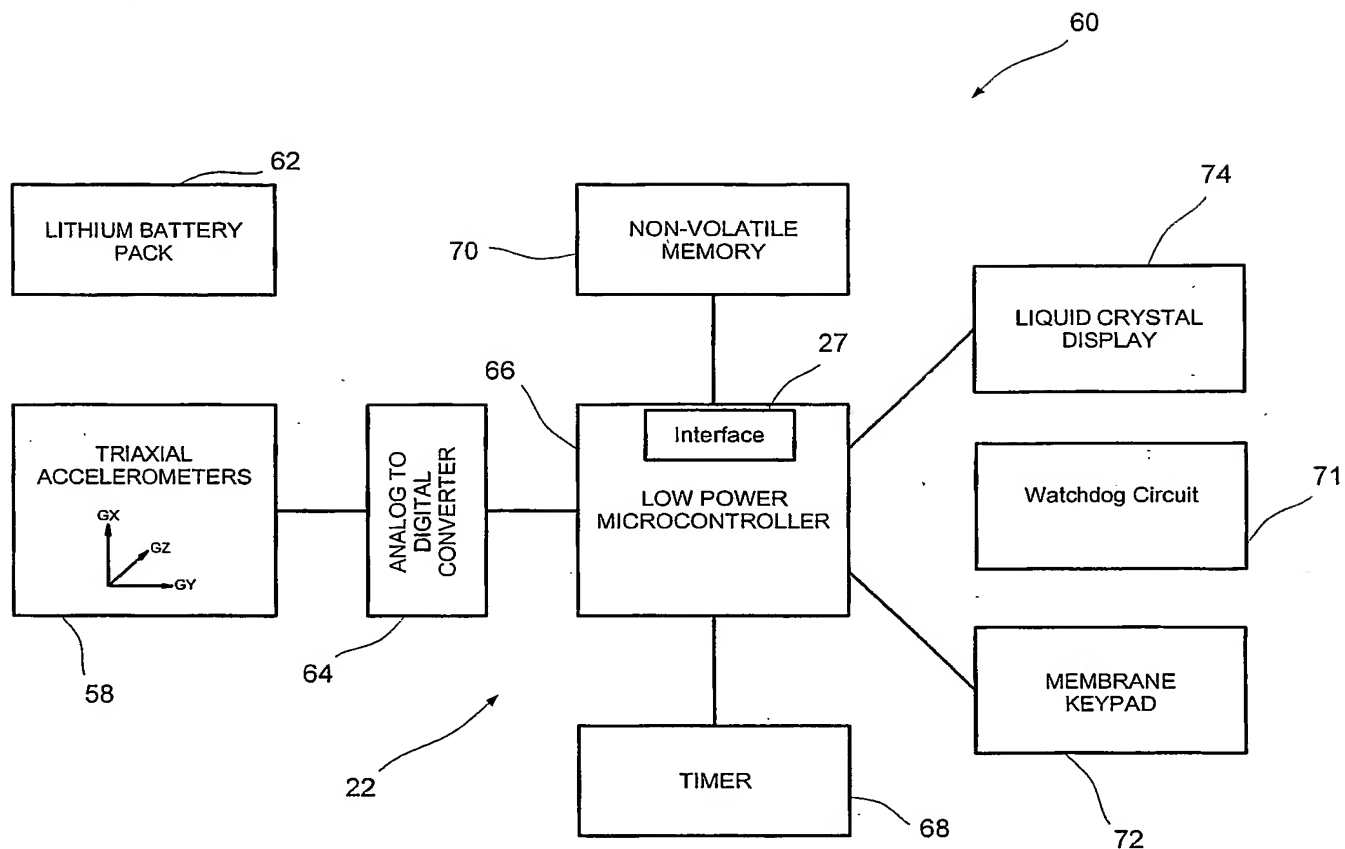 60
62
LITHIUM BATTERY
PACK
70
NON-VOLATILE
MEMORY
74
LIQUID CRYSTAL
DISPLAY
66
27
Interface
LOW POWER
MICROCONTROLLER
TRIAXIAL
ACCELEROMETERS
GX
GZ
GY
58
ANALOG TO
DIGITAL
CONVERTER
64
Watchdog Circuit
71
MEMBRANE
KEYPAD
72
22
TIMER
68